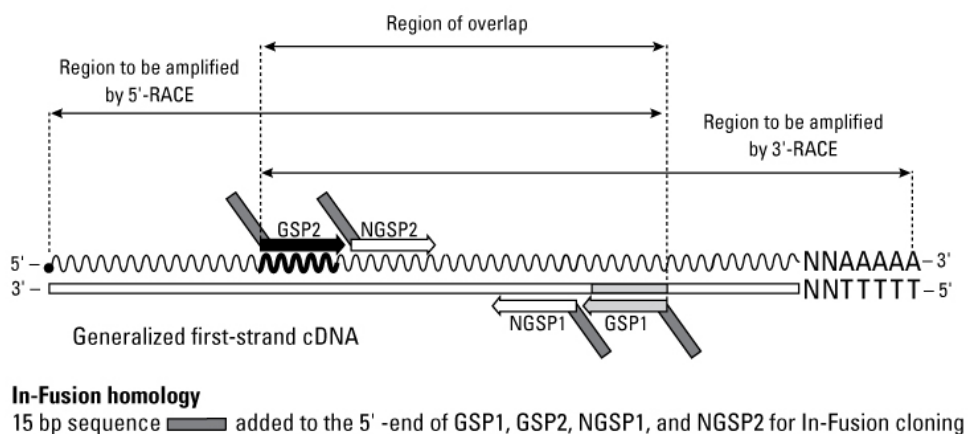 Region of overlap
Region to be amplified
by 5'-RACE
Region to be amplified
by 3'-RACE
GSP2
NGSP2
5' – NNAAAAA – 3'
3' – NNTTTTT – 5'
NGSP1
GSP1
Generalized first-strand cDNA
In-Fusion homology
15 bp sequence added to the 5' -end of GSP1, GSP2, NGSP1, and NGSP2 for In-Fusion cloning